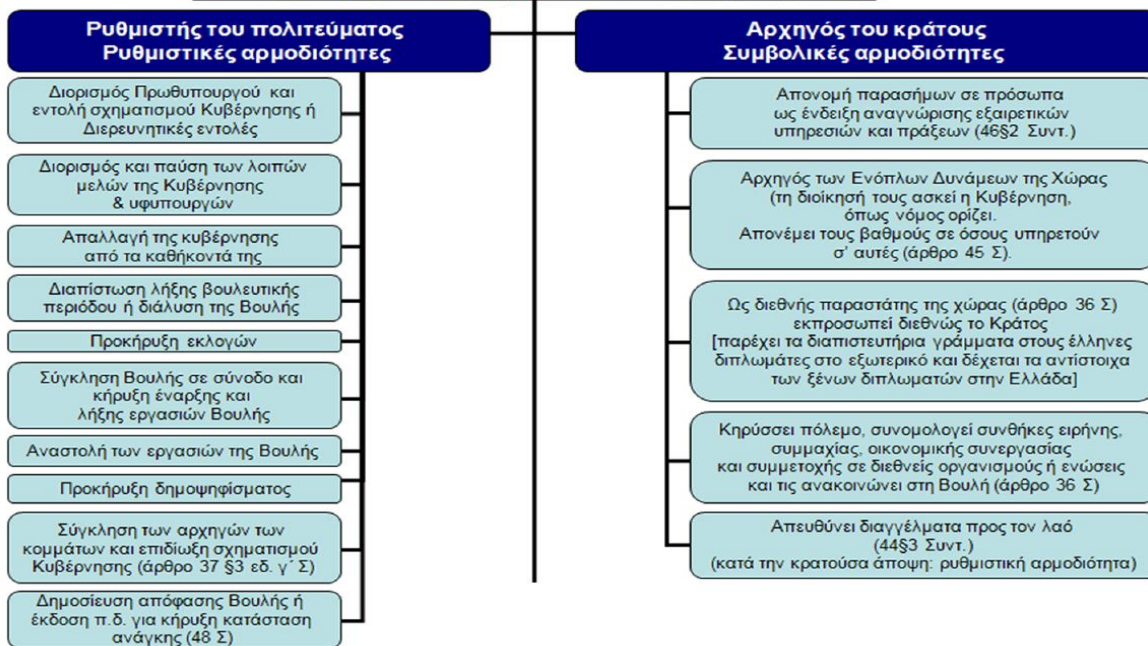 Ρυθμιστής του πολιτεύματος
Ρυθμιστικές αρμοδιότητες
Διορισμός Πρωθυπουργού και
εντολή σχηματισμού Κυβέρνησης ή
Διερευνητικές εντολές
Διορισμός και παύση των λοιπών
μελών της Κυβέρνησης
& υφυπουργών
Απαλλαγή της κυβέρνησης
από τα καθήκοντά της
Διαπίστωση λήξης βουλευτικής
περιόδου ή διάλυση της Βουλής
Προκήρυξη εκλογών
Σύγκληση Βουλής σε σύνοδο και
κήρυξη έναρξης και
λήξης εργασιών Βουλής
Αναστολή των εργασιών της Βουλής
Προκήρυξη δημοψηφίσματος
Σύγκληση των αρχηγών των
κομμάτων και επιδίωξη σχηματισμού
Κυβέρνησης (άρθρο 37 §3 εδ. γ΄ Σ)
Δημοσίευση απόφασης Βουλής ή
έκδοση π.δ. για κήρυξη κατάσταση
ανάγκης (48 Σ)
Αρχηγός του κράτους
Συμβολικές αρμοδιότητες
Απονομή παρασήμων σε πρόσωπα
ως ένδειξη αναγνώρισης εξαιρετικών
υπηρεσιών και πράξεων (46§2 Συντ.)
Αρχηγός των Ενόπλων Δυνάμεων της Χώρας
(τη διοίκησή τους ασκεί η Κυβέρνηση,
όπως νόμος ορίζει.
Απονέμει τους βαθμούς σε όσους υπηρετούν
σ' αυτές (άρθρο 45 Σ).
Ως διεθνής παραστάτης της χώρας (άρθρο 36 Σ)
εκπροσωπεί διεθνώς το Κράτος
[παρέχει τα διαπιστευτήρια γράμματα στους έλληνες
διπλωμάτες στο εξωτερικό και δέχεται τα αντίστοιχα
των ξένων διπλωματών στην Ελλάδα]
Κηρύσσει πόλεμο, συνομολογεί συνθήκες ειρήνης,
συμμαχίας, οικονομικής συνεργασίας
και συμμετοχής σε διεθνείς οργανισμούς ή ενώσεις
και τις ανακοινώνει στη Βουλή (άρθρο 36 Σ)
Απευθύνει διαγγέλματα προς τον λαό
(44§3 Συντ.)
(κατά την κρατούσα άποψη: ρυθμιστική αρμοδιότητα)